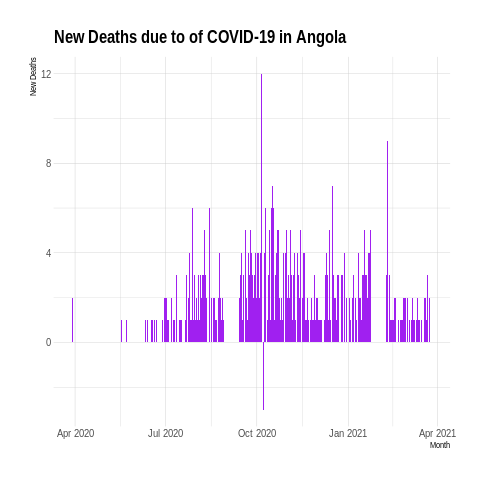 New Deaths due to of COVID-19 in Angola
New Deaths
12
8
4
0
Apr 2020
Jul 2020
Oct 2020
Jan 2021
Apr 2021
Month